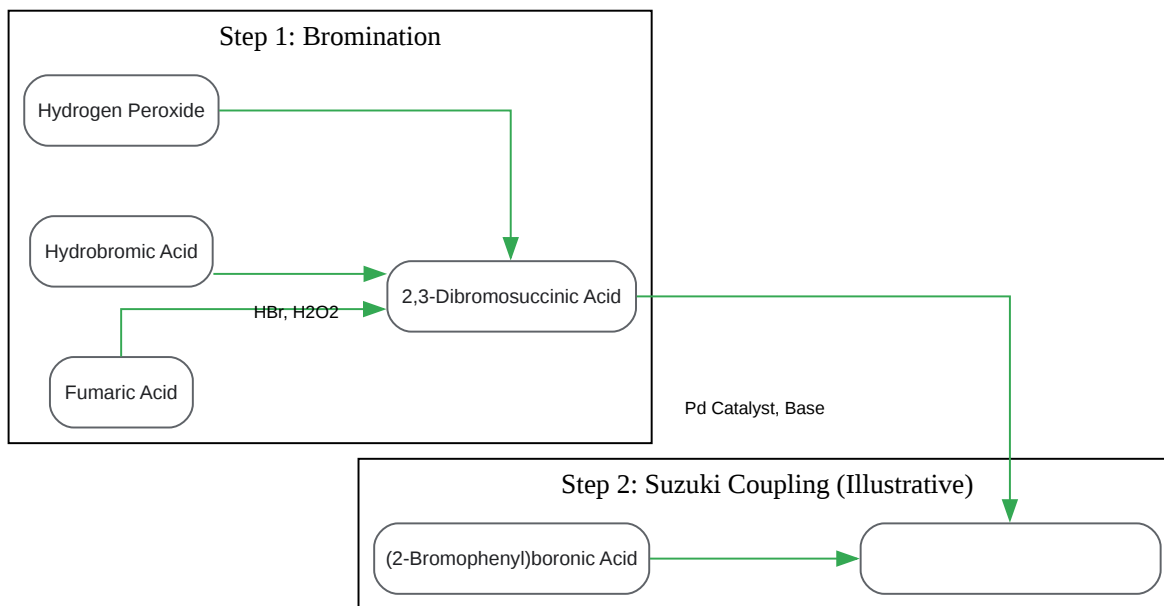 Step 1: Bromination
Hydrogen Peroxide
Hydrobromic Acid
2,3-Dibromosuccinic Acid
HBr, H2O2
Fumaric Acid
Pd Catalyst, Base
Step 2: Suzuki Coupling (Illustrative)
(2-Bromophenyl)boronic Acid